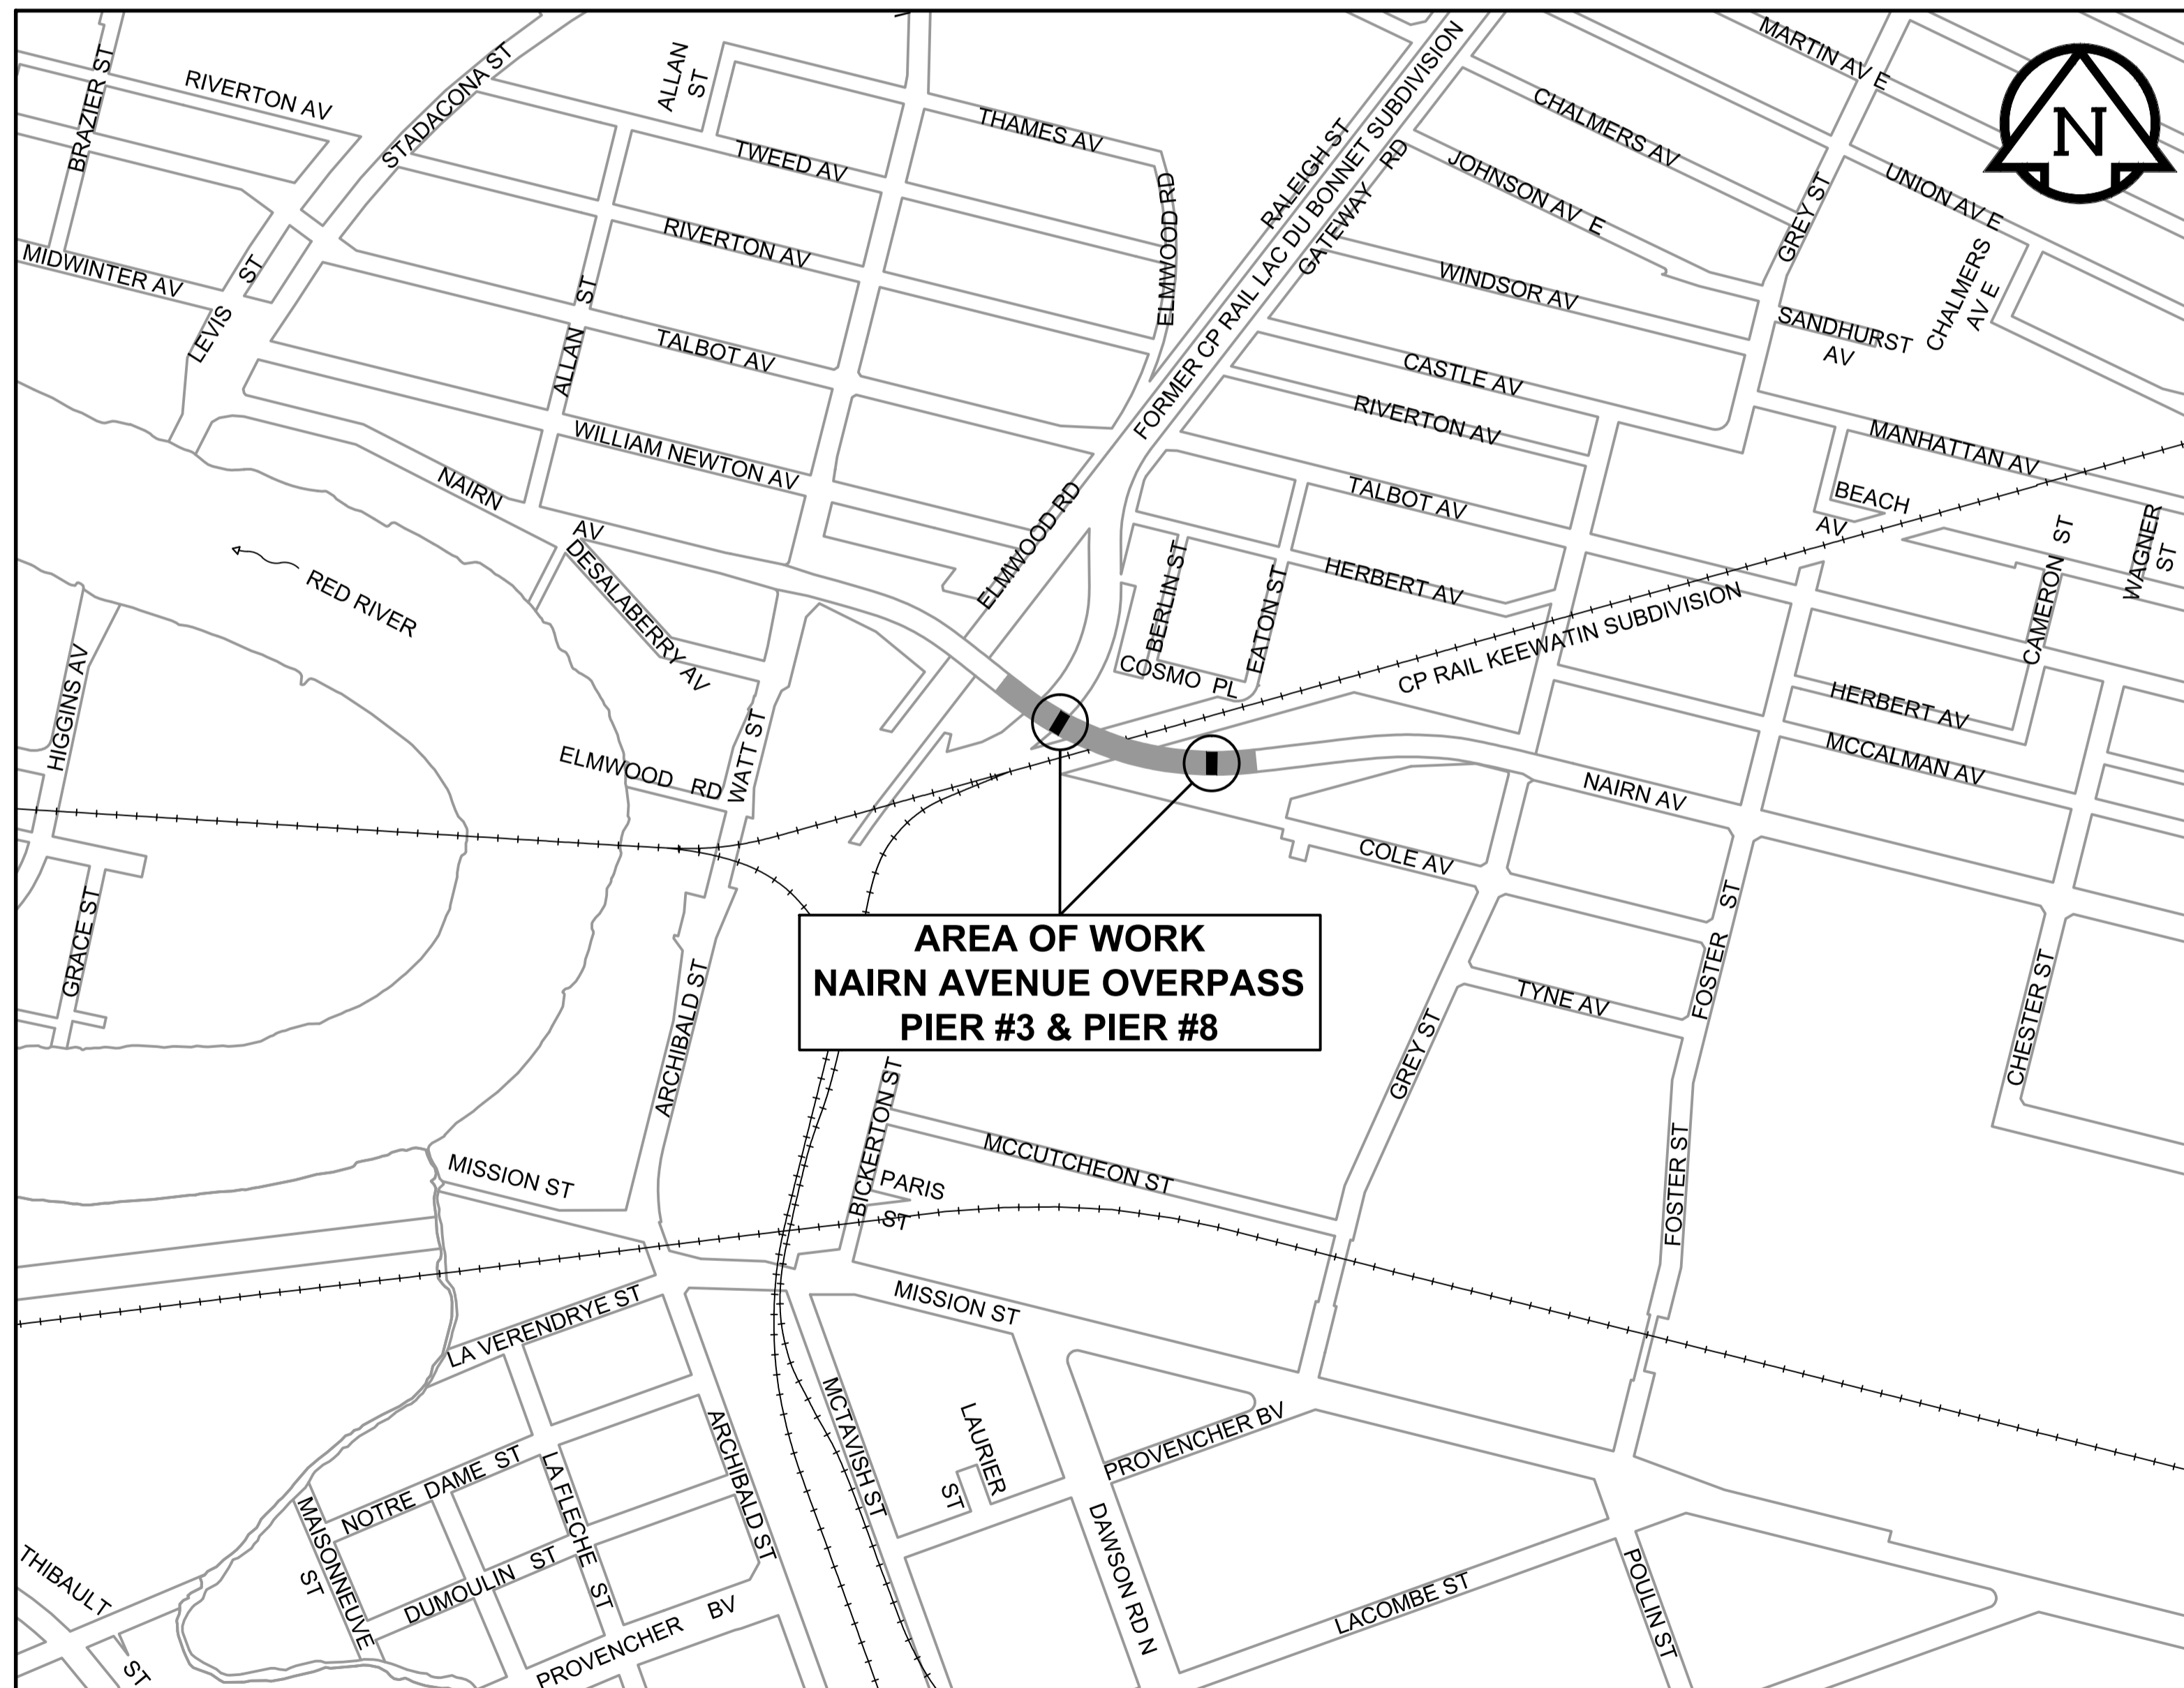 MARTIN AV E
N
BRAZIER ST
RIVERTON AV
STADACONA ST
ALLAN
ST
THAMES AV
TWEED AV
ELMWOOD RD
RALEIGH ST
FORMER CP RAIL LAC DU BONNET SUBDIVISION
GATEWAY RD
CHALMERS AV
JOHNSON AV E
GREY ST
UNION AV E
CHALMERS
AV E
MIDWINTER AV
LEVIS ST
RIVERTON AV
WINDSOR AV
SANDHURST
AV
ALLAN ST
TALBOT AV
CASTLE AV
RIVERTON AV
MANHATTAN AV
WILLIAM NEWTON AV
NAIRN
AV
TALBOT AV
BEACH
AV
WAGNER
ST
RED RIVER
DESALABERRY AV
ELMWOOD RD
BERLIN ST
EATON ST
HERBERT AV
CAMERON ST
CP RAIL KEEWATIN SUBDIVISION
COSMO PL
HIGGINS AV
HERBERT AV
MCCALMAN AV
ELMWOOD RD
WATT ST
NAIRN AV
COLE AV
GRACE ST
FOSTER ST
AREA OF WORK
NAIRN AVENUE OVERPASS
PIER #3 & PIER #8
ARCHIBALD ST
TYNE AV
GREY ST
CHESTER ST
BICKERTON ST
MISSION ST
MCCUTCHEON ST
PARIS
ST
FOSTER ST
LA VERENDRYE ST
MISSION ST
MCTAVISH ST
ARCHIBALD ST
LAURIER
ST
PROVENCHER BV
NOTRE DAME ST
LA FLECHE ST
MAISONNEUVE
ST
DUMOULIN ST
DAWSON RD N
THIBAULT
ST
PROVENCHER BV
LACOMBE ST
POULIN ST